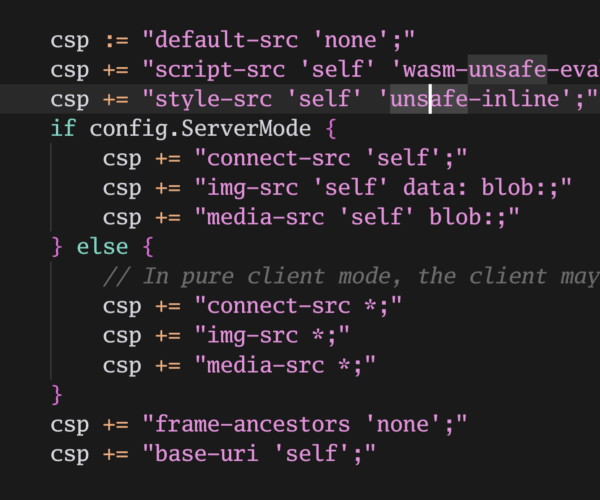 csp := "default-src 'none';"
csp += "script-src 'self' 'wasm-unsafe-eva
csp += "style-src 'self' 'unsafe-inline';"
if config.ServerMode {
csp += "connect-src 'self';"
csp += "img-src 'self' data: blob:;"
csp += "media-src 'self' blob:;"
} else {
// In pure client mode, the client may
csp += "connect-src *;"
csp += "img-src *;"
csp += "media-src *;"
}
csp += "frame-ancestors 'none';"
csp += "base-uri 'self';"